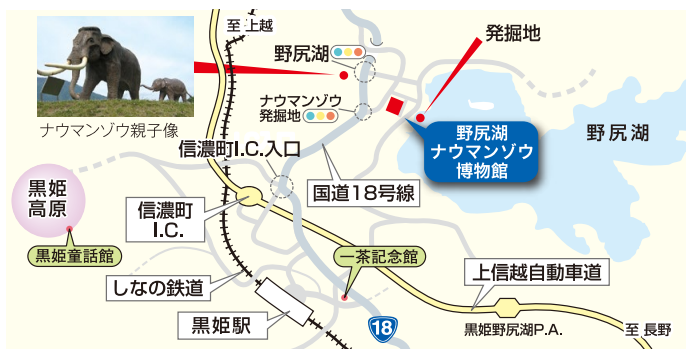 至 上越
発掘地
野尻湖
ナウマンゾウ
発掘地
ナウマンゾウ親子像
野尻湖
ナウマンゾウ
博物館
野尻湖
信濃町I.C.入口
国道18号線
黒姫
高原
信濃町
I.C.
黒姫童話館
一茶記念館
上信越自動車道
しなの鉄道
黒姫駅
18
黒姫野尻湖P.A.
至 長野